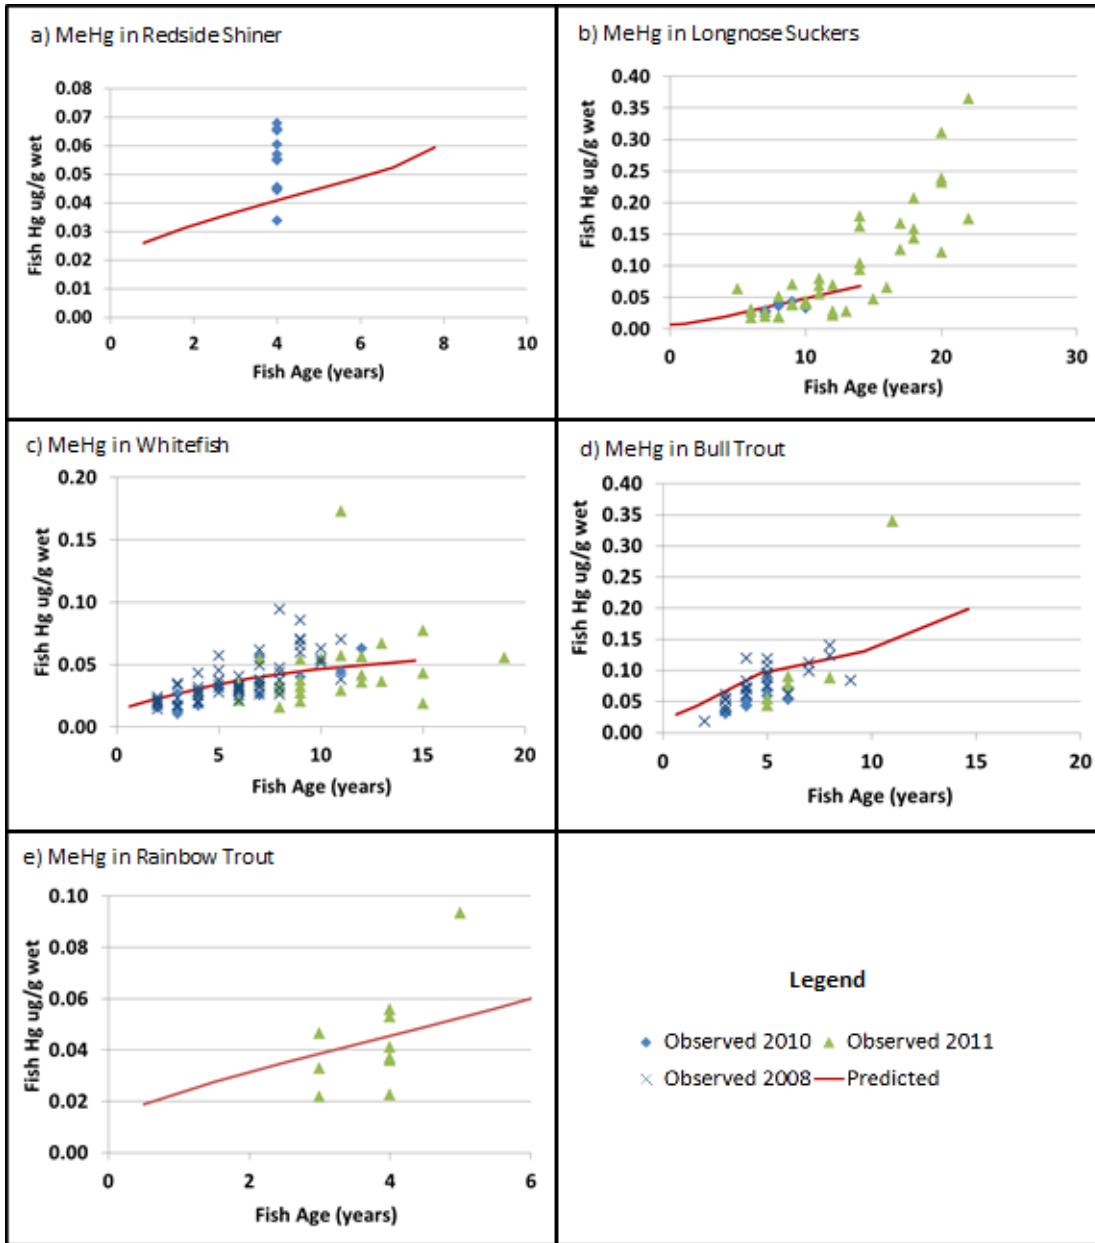 a) MeHg in Redside Shiner
Fish Hg ug/g wet
0.08
0.07
0.06
0.05
0.04
0.03
0.02
0.01
0.00
0 2 4 6 8 10
Fish Age (years)
b) MeHg in Longnose Suckers
Fish Hg ug/g wet
0.40
0.35
0.30
0.25
0.20
0.15
0.10
0.05
0.00
0 10 20 30
Fish Age (years)
c) MeHg in Whitefish
Fish Hg ug/g wet
0.20
0.15
0.10
0.05
0.00
0 5 10 15 20
Fish Age (years)
d) MeHg in Bull Trout
Fish Hg ug/g wet
0.40
0.35
0.30
0.25
0.20
0.15
0.10
0.05
0.00
0 5 10 15 20
Fish Age (years)
e) MeHg in Rainbow Trout
Fish Hg ug/g wet
0.10
0.08
0.06
0.04
0.02
0.00
0 2 4 6
Fish Age (years)
Legend
Observed 2010 Observed 2011
Observed 2008 Predicted